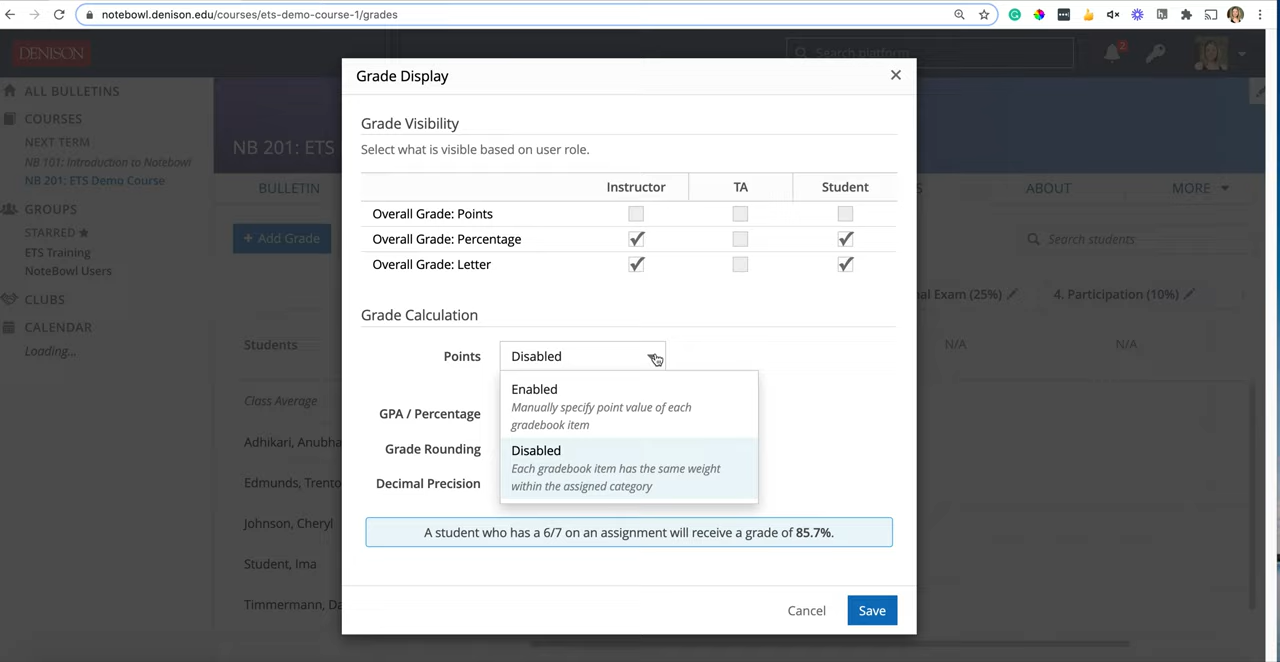 notebowl.denison.edu/courses/ets-demo-course-1/grades
DENISON
Search platform
2
ALL BULLETINS
COURSES
NEXT TERM
NB 101: Introduction to Notebowl
NB 201: ETS Demo Course
GROUPS
STARRED ★
ETS Training
NoteBowl Users
CLUBS
CALENDAR
Loading...
NB 201: ETS
BULLETIN
ABOUT
MORE
+ Add Grade
Search students
al Exam (25%)
4. Participation (10%)
Students
N/A
N/A
Class Average
Adhikari, Anubha
Edmunds, Trento
Johnson, Cheryl
Student, Ima
Timmermann, Da
Grade Display
Grade Visibility
Select what is visible based on user role.
Instructor
TA
Student
Overall Grade: Points
Overall Grade: Percentage
Overall Grade: Letter
Grade Calculation
Points
Disabled
Enabled
Manually specify point value of each
gradebook item
Disabled
Each gradebook item has the same weight
within the assigned category
GPA / Percentage
Grade Rounding
Decimal Precision
A student who has a 6/7 on an assignment will receive a grade of 85.7%.
Cancel
Save